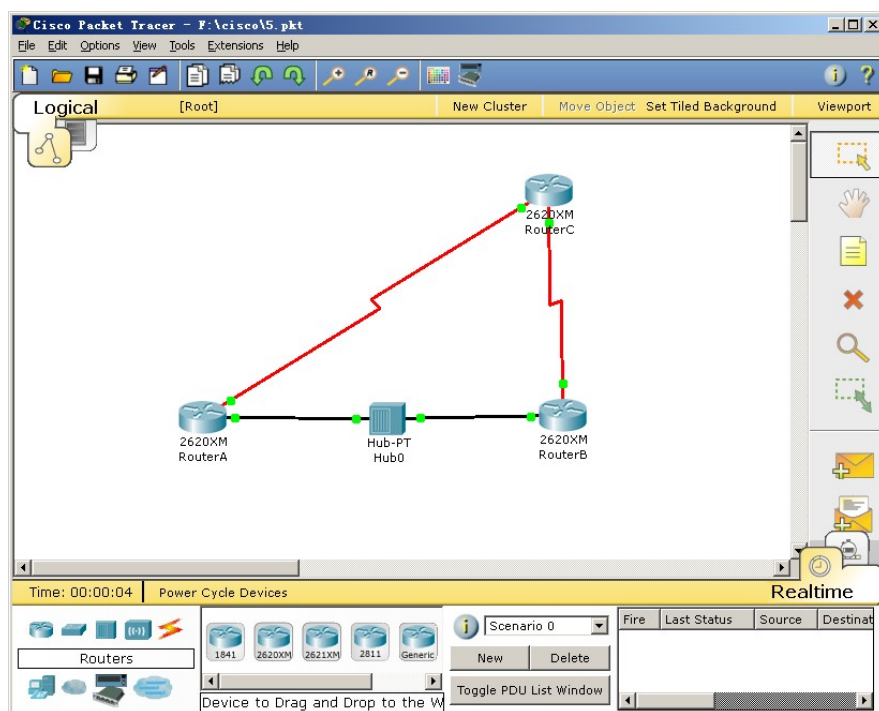 Cisco Packet Tracer - F:\cisco\5.pkt
File Edit Options View Tools Extensions Help
Logical [Root] New Cluster Move Object Set Tiled Background Viewport
2620XM
RouterC
2620XM
RouterA
Hub-PT
Hub0
2620XM
RouterB
Time: 00:00:04 Power Cycle Devices Realtime
Routers
1841 2620XM 2621XM 2811 Generic
Device to Drag and Drop to the W
Scenario 0
New Delete
Toggle PDU List Window
Fire Last Status Source Destinat